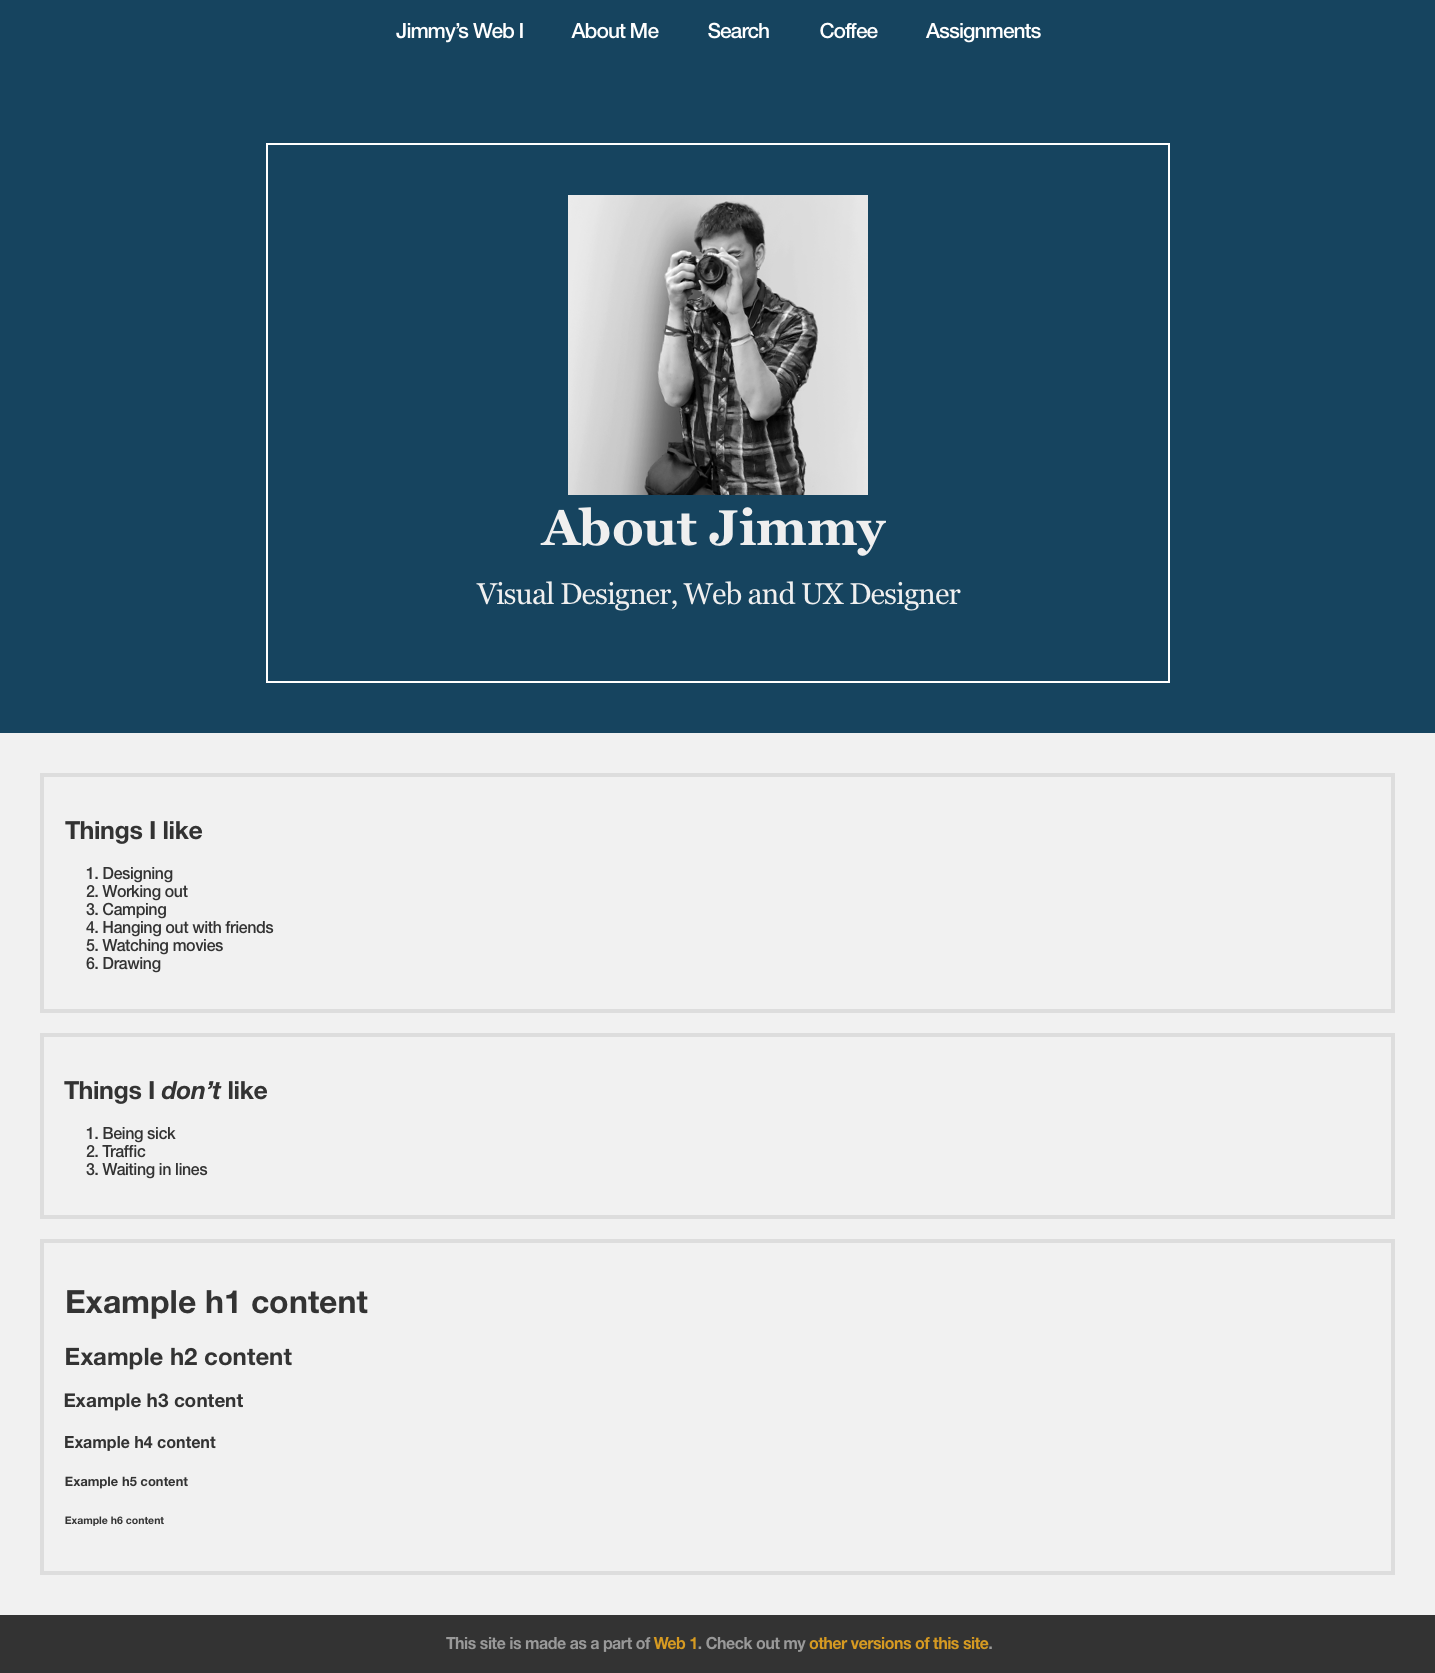 Jimmy’s Web I About Me Search Coffee Assignments
About Jimmy
Visual Designer, Web and UX Designer
Things I like
1. Designing
2. Working out
3. Camping
4. Hanging out with friends
5. Watching movies
6. Drawing
Things I don’t like
1. Being sick
2. Traffic
3. Waiting in lines
Example h1 content
Example h2 content
Example h3 content
Example h4 content
Example h5 content
Example h6 content
This site is made as a part of Web 1. Check out my other versions of this site.